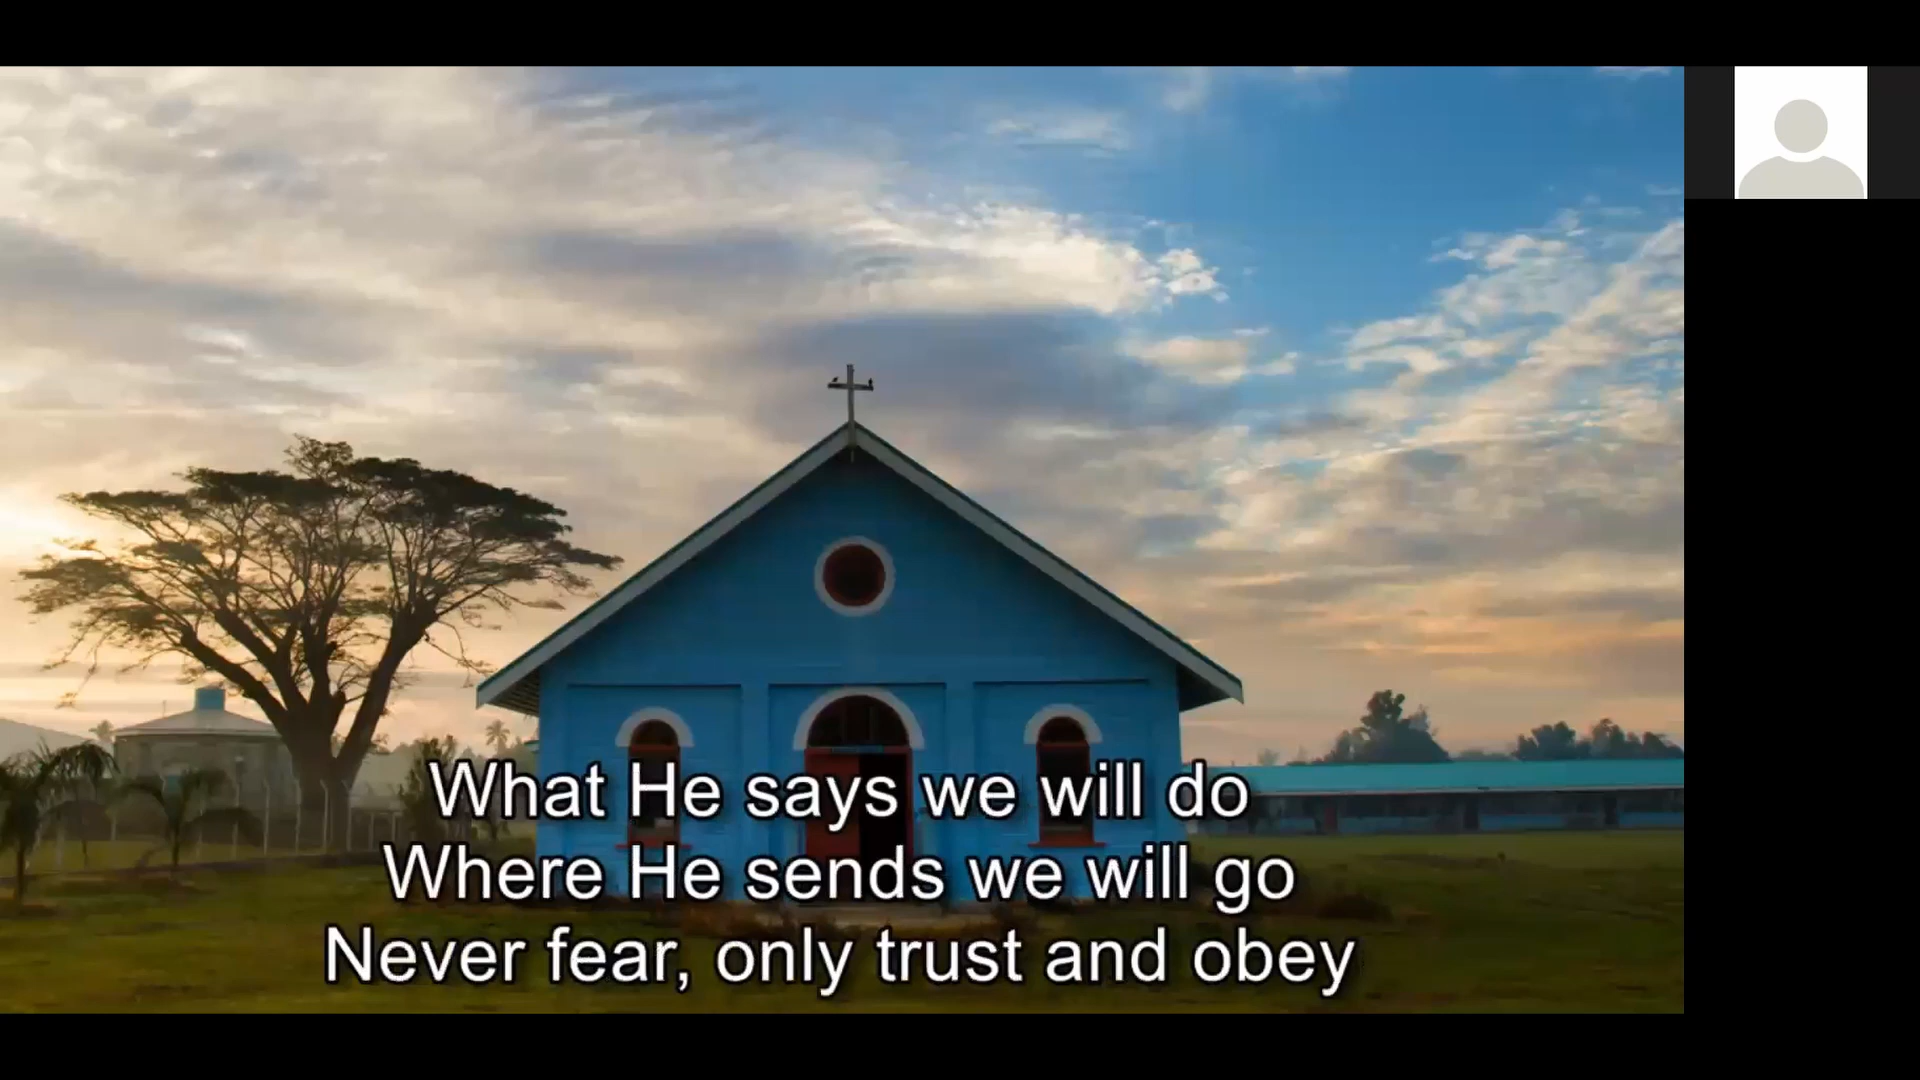 What He says we will do
Where He sends we will go
Never fear, only trust and obey